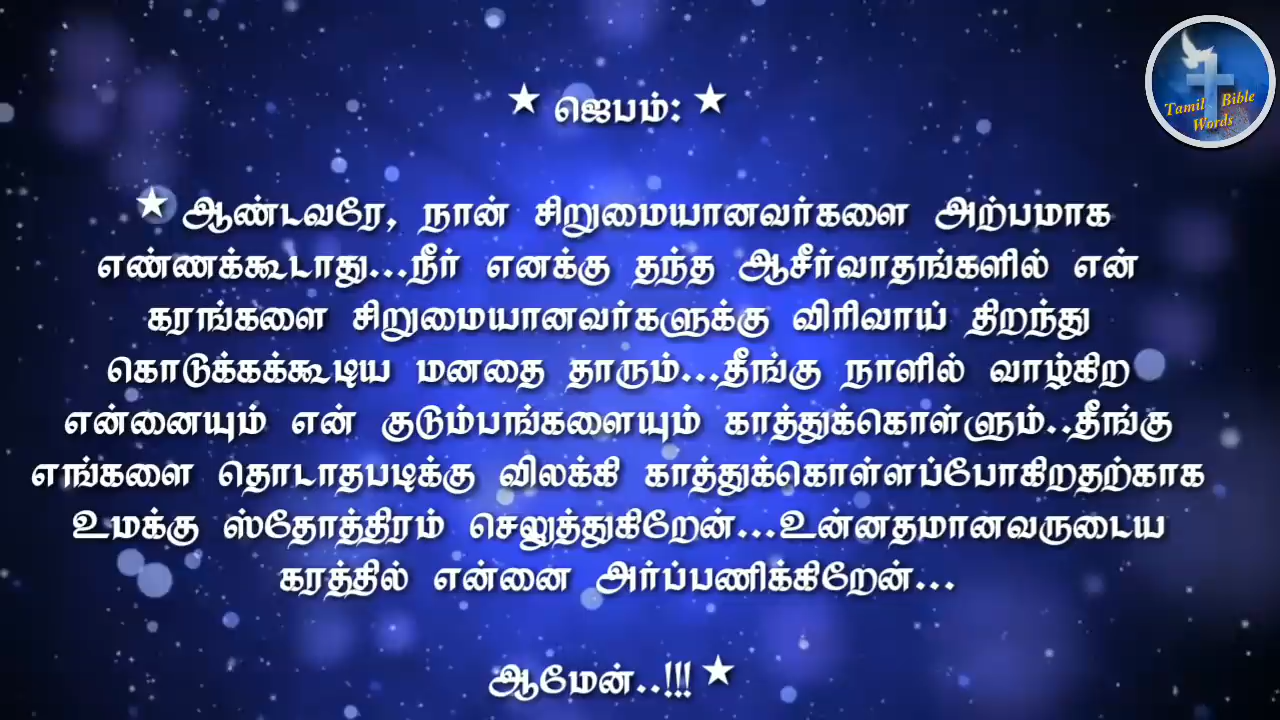 ★ ஜெபம்: ★
Tamil Bible
Words
★ ஆண்டவரே, நான் சிறுமையானவர்களை அற்பமாக
எண்ணக்கூடாது...நீர் எனக்கு தந்த ஆசீர்வாதங்களில் என்
கரங்களை சிறுமையானவர்களுக்கு விரிவாய் திறந்து
கொடுக்கக்கூடிய மனதை தாரும்...தீங்கு நாளில் வாழ்கிற
என்னையும் என் குடும்பங்களையும் காத்துக்கொள்ளும்..தீங்கு
எங்களை தொடாதபடிக்கு விலக்கி காத்துக்கொள்ளப்போகிறதற்காக
உமக்கு ஸ்தோத்திரம் செலுத்துகிறேன்...உன்னதமானவருடைய
கரத்தில் என்னை அர்ப்பணிக்கிறேன்...
ஆமேன்..!!! ★